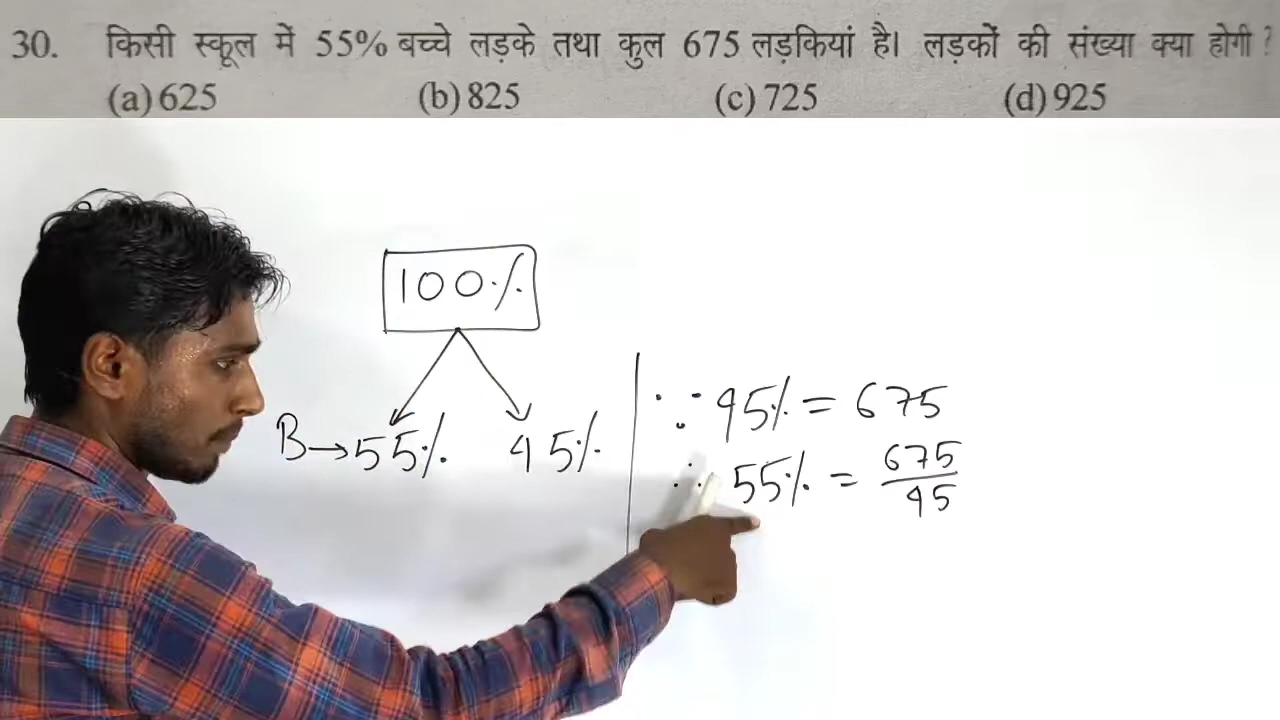 30. किसी स्कूल में 55% बच्चे लड़के तथा कुल 675 लड़कियां है। लड़कों की संख्या क्या होगी ?
(a) 625 (b) 825 (c) 725 (d) 925
100%
B→55% 45%
∵ 45% = 675
∴ 55% = 675/45